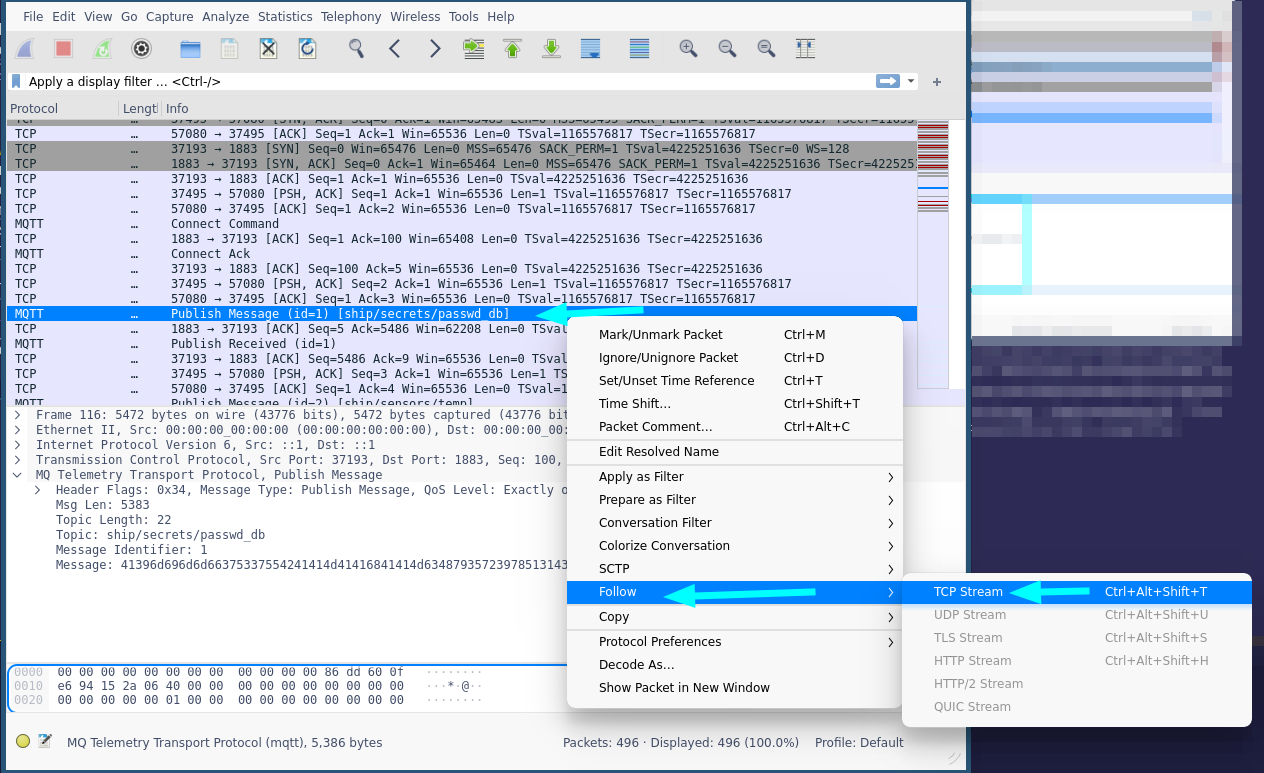 File Edit View Go Capture Analyze Statistics Telephony Wireless Tools Help
Apply a display filter ... <Ctrl-/>
+
Protocol Lengtl Info
TCP … 57080 → 37495 [ACK] Seq=1 Ack=1 Win=65536 Len=0 TSval=1165576817 TSecr=1165576817
TCP … 37193 → 1883 [SYN] Seq=0 Win=65476 Len=0 MSS=65476 SACK_PERM=1 TSval=4225251636 TSecr=0 WS=128
TCP … 1883 → 37193 [SYN, ACK] Seq=0 Ack=1 Win=65464 Len=0 MSS=65476 SACK_PERM=1 TSval=4225251636 TSecr=422525
TCP … 37193 → 1883 [ACK] Seq=1 Ack=1 Win=65536 Len=0 TSval=4225251636 TSecr=4225251636
TCP … 37495 → 57080 [PSH, ACK] Seq=1 Ack=1 Win=65536 Len=1 TSval=1165576817 TSecr=1165576817
TCP … 57080 → 37495 [ACK] Seq=1 Ack=2 Win=65536 Len=0 TSval=1165576817 TSecr=1165576817
MQTT … Connect Command
TCP … 1883 → 37193 [ACK] Seq=1 Ack=100 Win=65408 Len=0 TSval=4225251636 TSecr=4225251636
MQTT … Connect Ack
TCP … 37193 → 1883 [ACK] Seq=100 Ack=5 Win=65536 Len=0 TSval=4225251636 TSecr=4225251636
TCP … 37495 → 57080 [PSH, ACK] Seq=2 Ack=1 Win=65536 Len=1 TSval=1165576817 TSecr=1165576817
TCP … 57080 → 37495 [ACK] Seq=1 Ack=3 Win=65536 Len=0 TSval=1165576817 TSecr=1165576817
MQTT … Publish Message (id=1) [ship/secrets/passwd_db]
TCP … 1883 → 37193 [ACK] Seq=5 Ack=5486 Win=62208 Len=0 TSva
MQTT … Publish Received (id=1)
TCP … 37193 → 1883 [ACK] Seq=5486 Ack=9 Win=65536 Len=0 TSva
TCP … 37495 → 57080 [PSH, ACK] Seq=3 Ack=1 Win=65536 Len=1
TCP … 57080 → 37495 [ACK] Seq=1 Ack=4 Win=65536 Len=0 TSval=1
MQTT Publish Message (id=2) [ship/sensors/temp]
Mark/Unmark Packet Ctrl+M
Ignore/Unignore Packet Ctrl+D
Set/Unset Time Reference Ctrl+T
Time Shift… Ctrl+Shift+T
Packet Comment… Ctrl+Alt+C
Edit Resolved Name
Apply as Filter
Prepare as Filter
Conversation Filter
Colorize Conversation
SCTP
Follow
Copy
Protocol Preferences
Decode As…
Show Packet in New Window
TCP Stream Ctrl+Alt+Shift+T
UDP Stream Ctrl+Alt+Shift+U
TLS Stream Ctrl+Alt+Shift+S
HTTP Stream Ctrl+Alt+Shift+H
HTTP/2 Stream
QUIC Stream
Frame 116: 5472 bytes on wire (43776 bits), 5472 bytes captured (43776 bit
Ethernet II, Src: 00:00:00_00:00:00 (00:00:00:00:00:00), Dst: 00:00:00_00:
Internet Protocol Version 6, Src: ::1, Dst: ::1
Transmission Control Protocol, Src Port: 37193, Dst Port: 1883, Seq: 100,
MQ Telemetry Transport Protocol, Publish Message
Header Flags: 0x34, Message Type: Publish Message, QoS Level: Exactly o
Msg Len: 5383
Topic Length: 22
Topic: ship/secrets/passwd_db
Message Identifier: 1
Message: 41396d696d6d66375337554241414d41416841414d63487935723978513143
0000 00 00 00 00 00 00 00 00 00 00 00 00 86 dd 60 0f ········
0010 e6 94 15 2a 06 40 00 00 00 00 00 00 00 00 00 00 ···*·@··
0020 00 00 00 00 00 01 00 00 00 00 00 00 00 00 00 00 ········
MQ Telemetry Transport Protocol (mqtt), 5,386 bytes Packets: 496 · Displayed: 496 (100.0%) Profile: Default